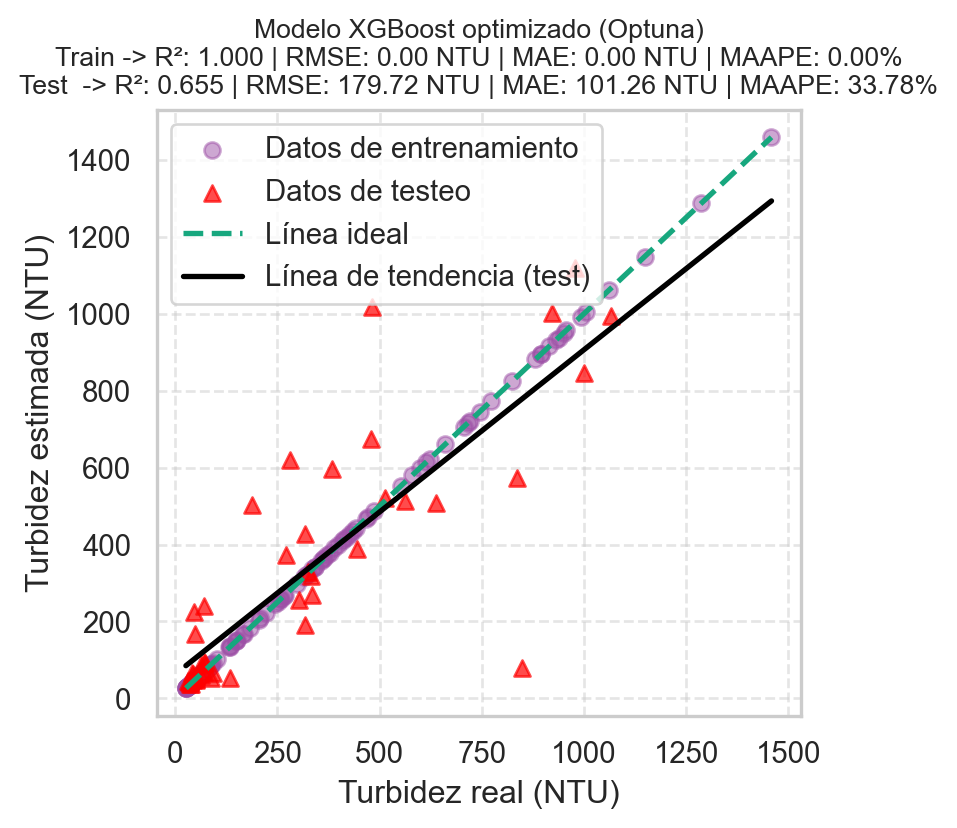 Modelo XGBoost optimizado (Optuna)
Train -> R²: 1.000 | RMSE: 0.00 NTU | MAE: 0.00 NTU | MAAPE: 0.00%
Test -> R²: 0.655 | RMSE: 179.72 NTU | MAE: 101.26 NTU | MAAPE: 33.78%
Datos de entrenamiento
Datos de testeo
Línea ideal
Línea de tendencia (test)
Turbidez estimada (NTU)
1400
1200
1000
800
600
400
200
0
0 250 500 750 1000 1250 1500
Turbidez real (NTU)